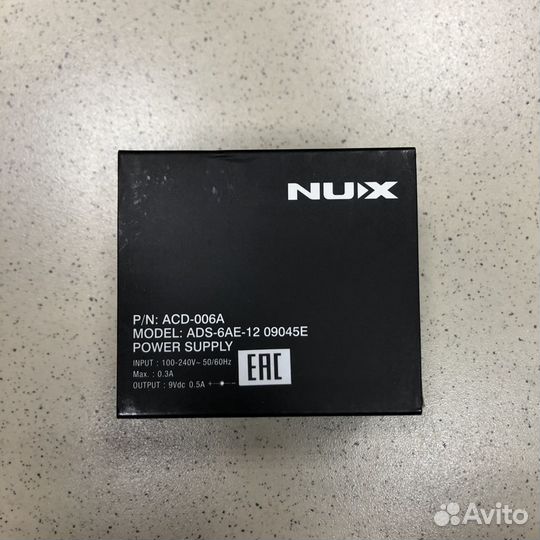 NUX
P/N: ACD-006A
MODEL: ADS-6AE-12 09045E
POWER SUPPLY
INPUT : 100-240V~ 50/60Hz
Max. : 0.3A
OUTPUT : 9Vdc 0.5A
EAC
Avito